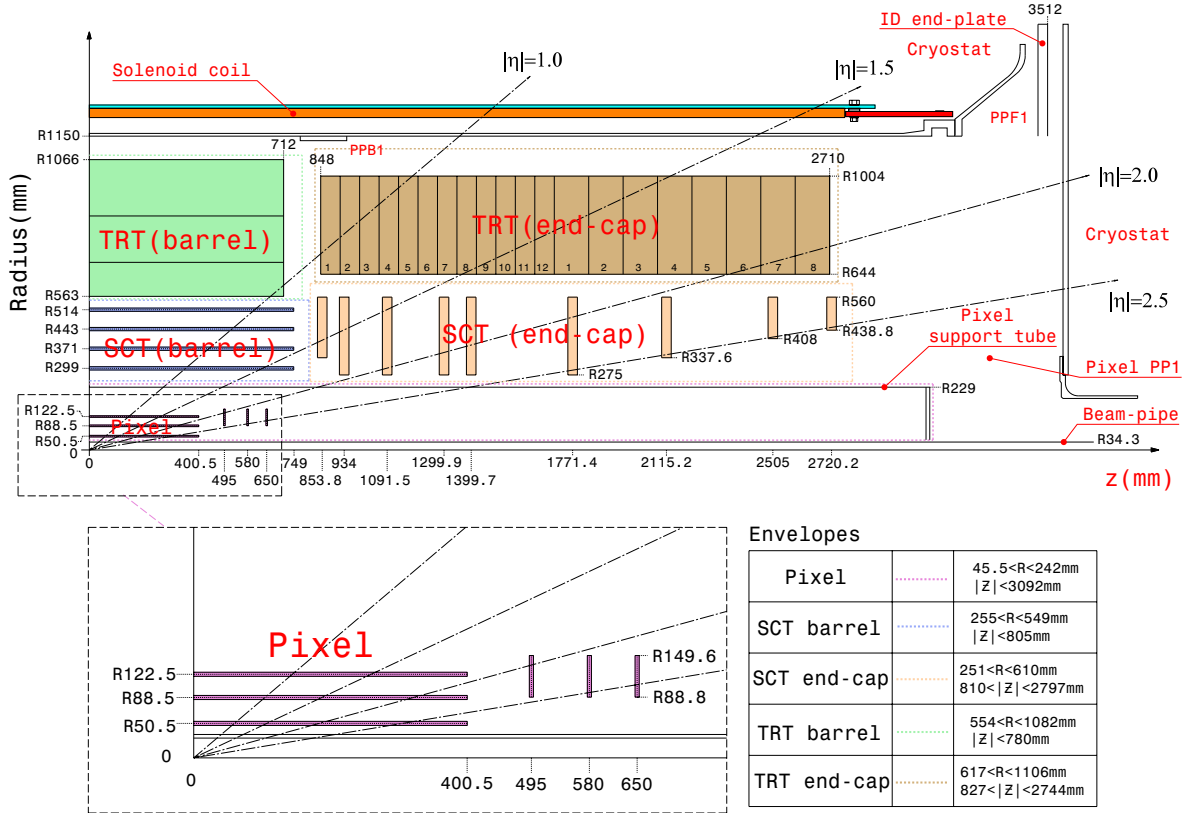 3512
ID end-plate
Cryostat
|η|=1.0
|η|=1.5
Solenoid coil
PPF1
R1150
712
PPB1
R1066
848
2710
R1004
|η|=2.0
TRT(barrel)
TRT(end-cap)
Cryostat
Radius(mm)
1 2 3 4 5 6 7 8 9 10 11 12 1 2 3 4 5 6 7 8
R644
R563
R560
|η|=2.5
R514
R443
SCT(barrel)
SCT (end-cap)
R438.8
R408
Pixel
support tube
R371
R337.6
R299
R275
Pixel PP1
R229
R122.5
R88.5
Pixel
Beam-pipe
R50.5
R34.3
0
0
400.5
580
749
934
1299.9
1771.4
2115.2
2505
2720.2
495
650
853.8
1091.5
1399.7
z(mm)
Pixel
R149.6
R122.5
R88.5
R88.8
R50.5
0
0
400.5
495
580
650
Envelopes
Pixel
45.5<R<242mm
|Z|<3092mm
SCT barrel
255<R<549mm
|Z|<805mm
SCT end-cap
251<R<610mm
810<|Z|<2797mm
TRT barrel
554<R<1082mm
|Z|<780mm
TRT end-cap
617<R<1106mm
827<|Z|<2744mm